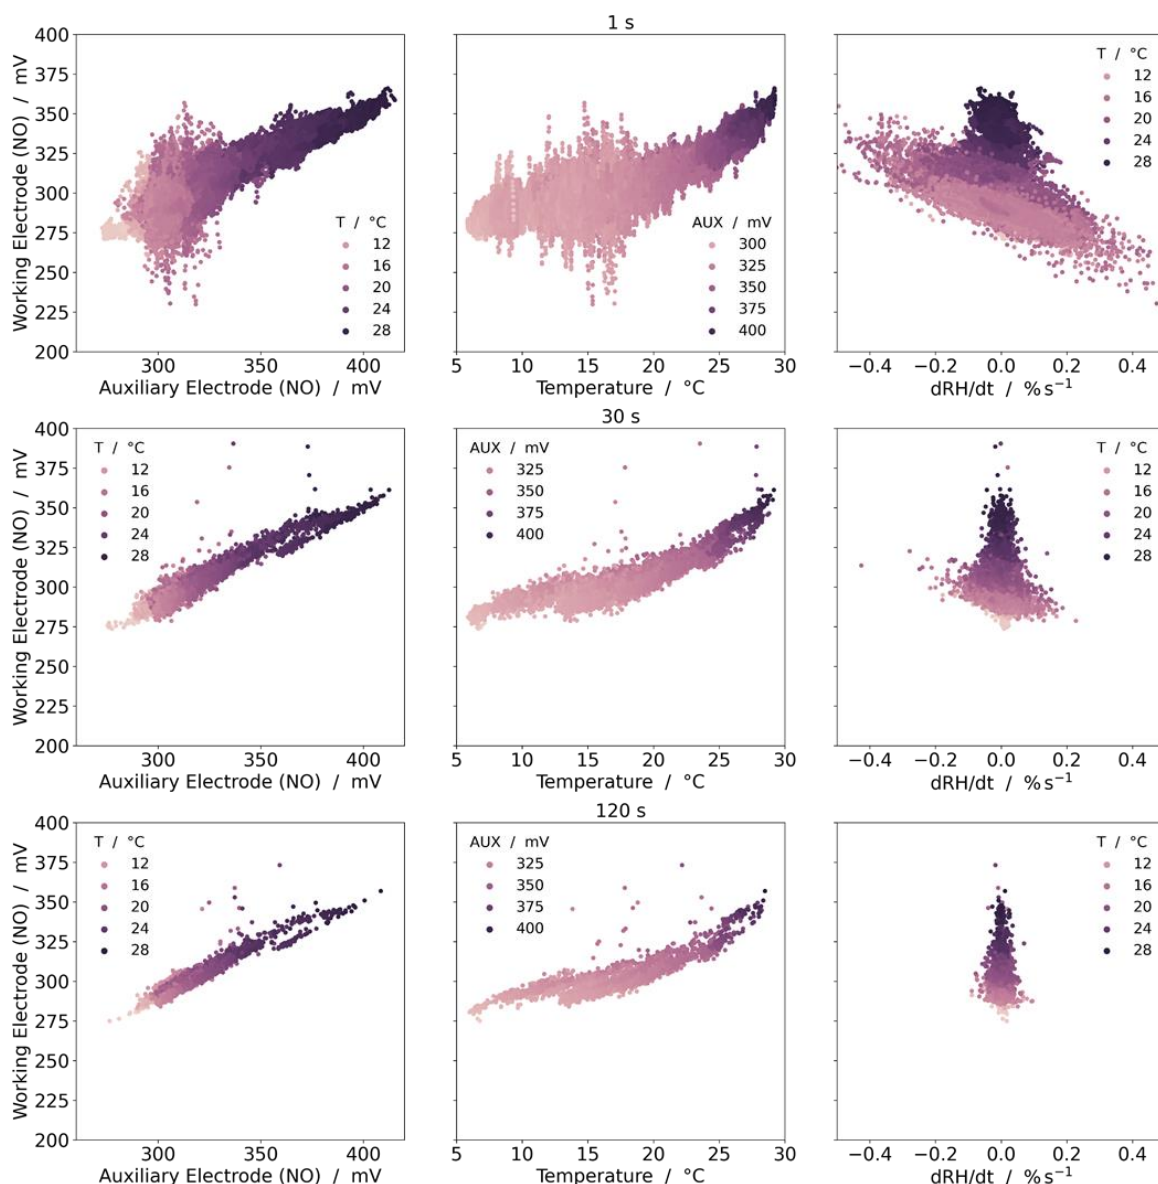 1 s
400
375
350
325
300
275
250
225
200
Working Electrode (NO) / mV
T / °C
12
16
20
24
28
300 350 400
Auxiliary Electrode (NO) / mV
AUX / mV
300
325
350
375
400
5 10 15 20 25 30
Temperature / °C
T / °C
12
16
20
24
28
−0.4 −0.2 0.0 0.2 0.4
dRH/dt / %s⁻¹
30 s
400
375
350
325
300
275
250
225
200
Working Electrode (NO) / mV
T / °C
12
16
20
24
28
300 350 400
Auxiliary Electrode (NO) / mV
AUX / mV
325
350
375
400
5 10 15 20 25 30
Temperature / °C
T / °C
12
16
20
24
28
−0.4 −0.2 0.0 0.2 0.4
dRH/dt / %s⁻¹
120 s
400
375
350
325
300
275
250
225
200
Working Electrode (NO) / mV
T / °C
12
16
20
24
28
300 350 400
Auxiliary Electrode (NO) / mV
AUX / mV
325
350
375
400
5 10 15 20 25 30
Temperature / °C
T / °C
12
16
20
24
28
−0.4 −0.2 0.0 0.2 0.4
dRH/dt / %s⁻¹